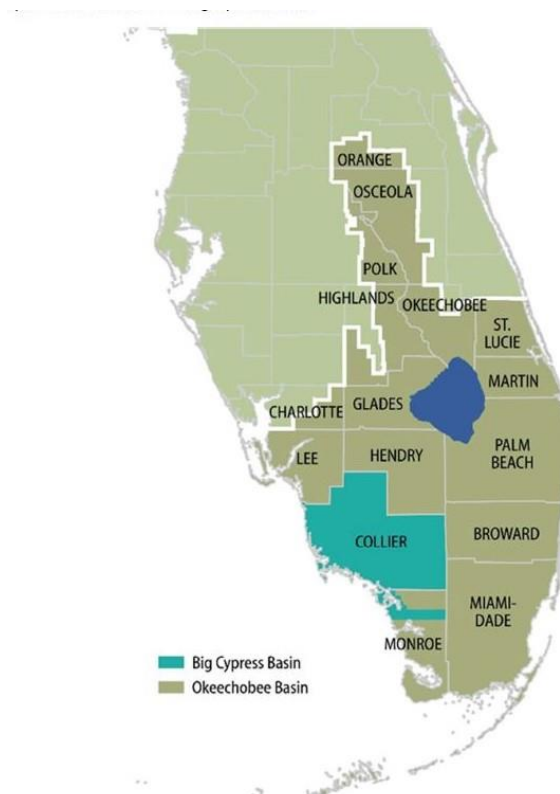 ORANGE
OSCEOLA
POLK
HIGHLANDS
OKEECHOBEE
ST.
LUCIE
MARTIN
CHARLOTTE
GLADES
LEE
HENDRY
PALM
BEACH
COLLIER
BROWARD
MIAMI-
DADE
MONROE
Big Cypress Basin
Okeechobee Basin